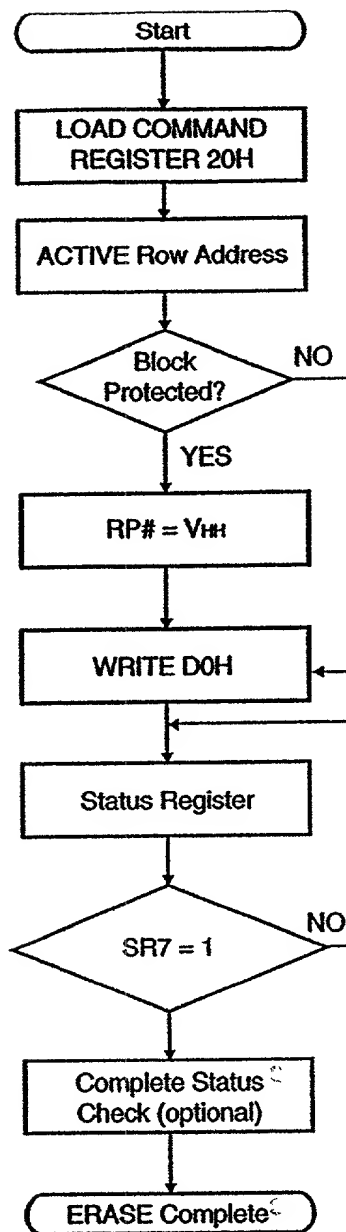 Start
LOAD COMMAND
REGISTER 20H
ACTIVE Row Address
Block
Protected?
NO
YES
RP# = VHH
WRITE D0H
Status Register
NO
SR7 = 1
Complete Status
Check (optional)
ERASE Complete